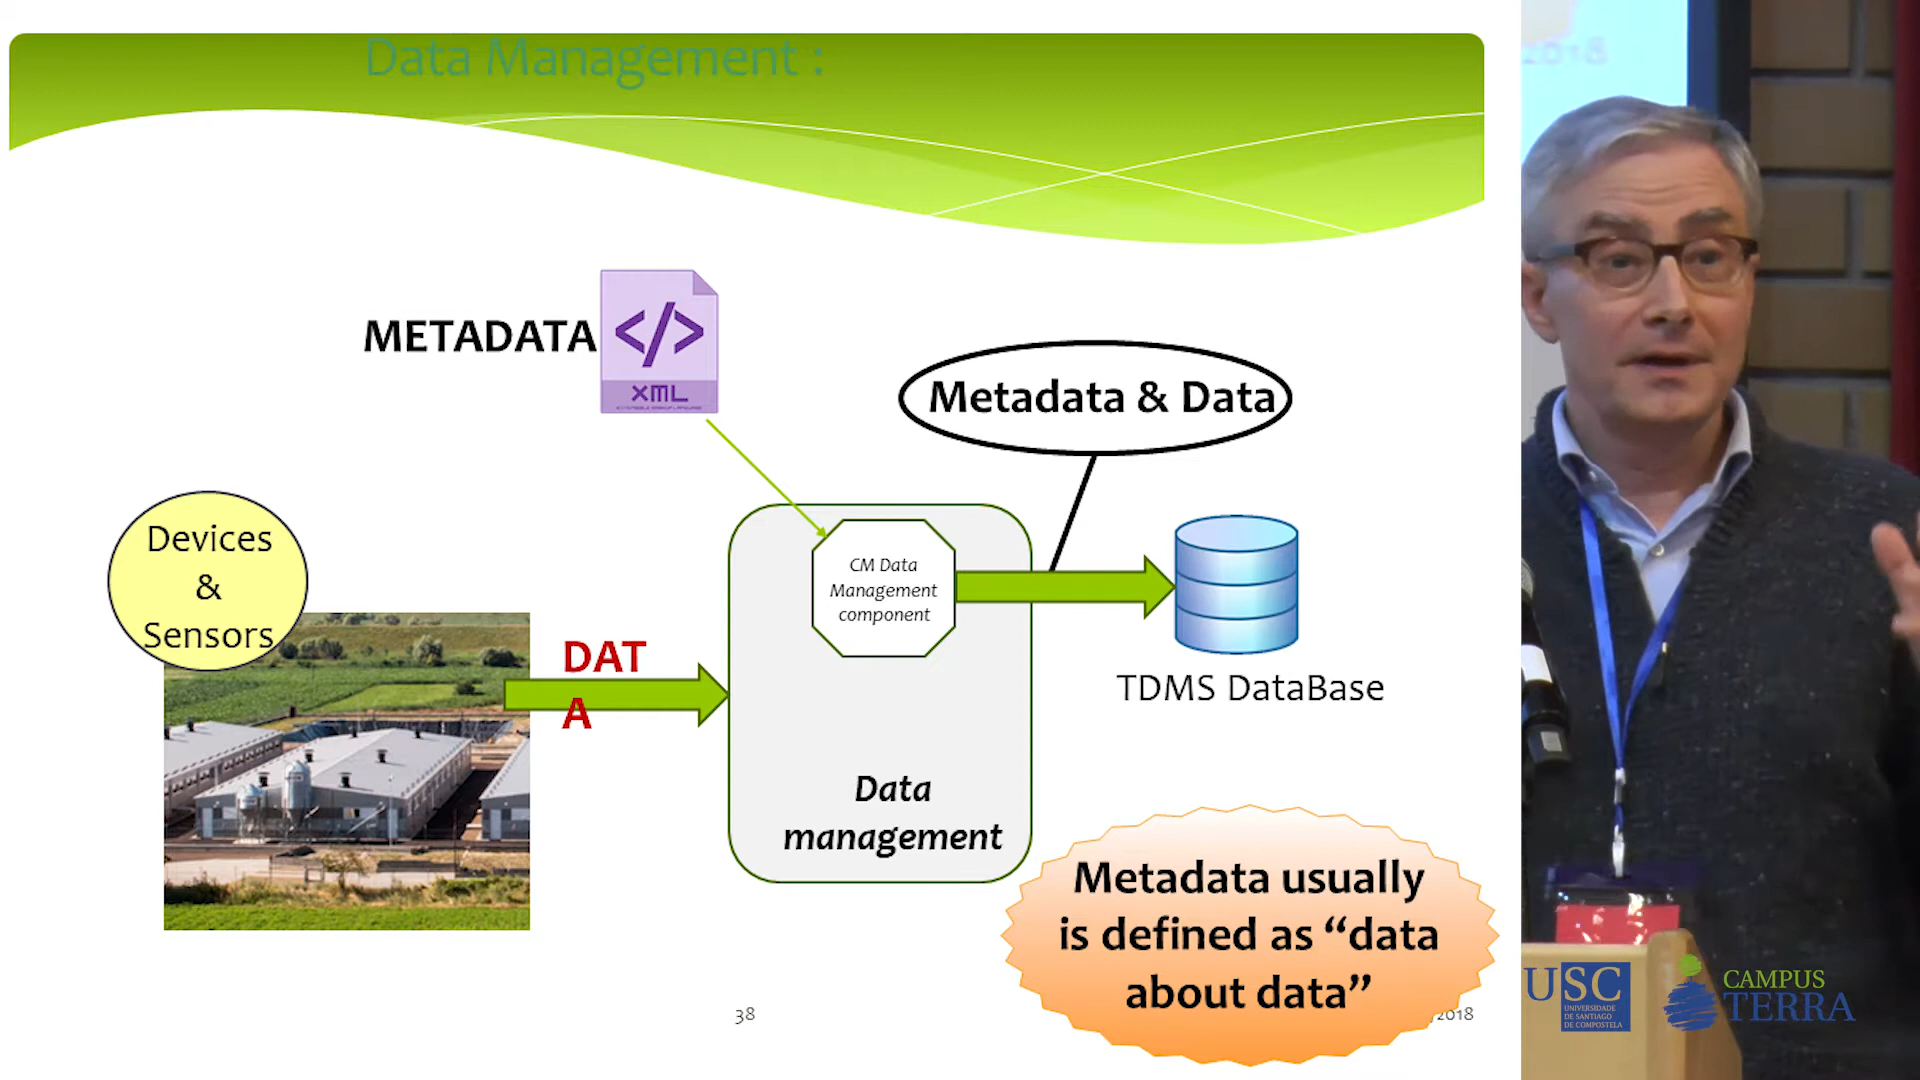 Data Management :
METADATA
XML
Metadata & Data
Devices
&
Sensors
CM Data
Management
component
DAT
A
TDMS DataBase
Data
management
Metadata usually
is defined as “data
about data”
38
2018
2018
USC
UNIVERSIDADE
DE SANTIAGO
DE COMPOSTELA
CAMPUS
TERRA